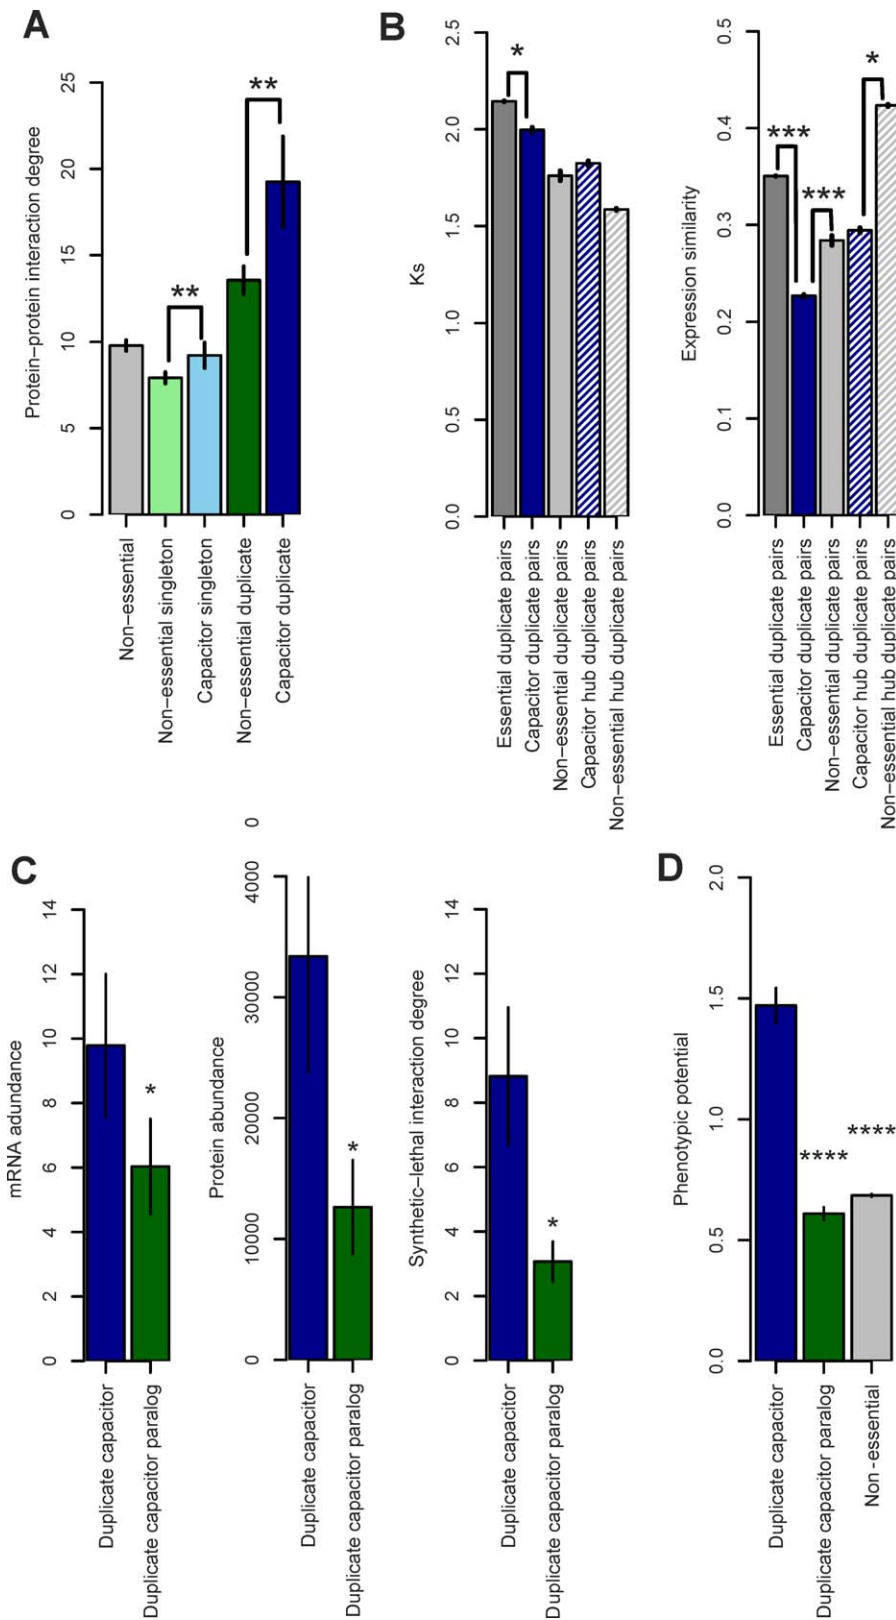 A
Protein–protein interaction degree
25
20
15
10
5
0
**
**
Non–essential
Non–essential singleton
Capacitor singleton
Non–essential duplicate
Capacitor duplicate
B
Ks
2.5
2.0
1.5
1.0
0.5
0.0
*
Essential duplicate pairs
Capacitor duplicate pairs
Non–essential duplicate pairs
Capacitor hub duplicate pairs
Non–essential hub duplicate pairs
Expression similarity
0.5
0.4
0.3
0.2
0.1
0.0
***
***
*
Essential duplicate pairs
Capacitor duplicate pairs
Non–essential duplicate pairs
Capacitor hub duplicate pairs
Non–essential hub duplicate pairs
C
mRNA adundance
14
12
10
8
6
4
2
0
*
Duplicate capacitor
Duplicate capacitor paralog
Protein abundance
0
4000
30000
20000
10000
0
*
Duplicate capacitor
Duplicate capacitor paralog
Synthetic–lethal interaction degree
14
12
10
8
6
4
2
0
*
Duplicate capacitor
Duplicate capacitor paralog
D
Phenotypic potential
2.0
1.5
1.0
0.5
0.0
****
****
Duplicate capacitor
Duplicate capacitor paralog
Non -essential